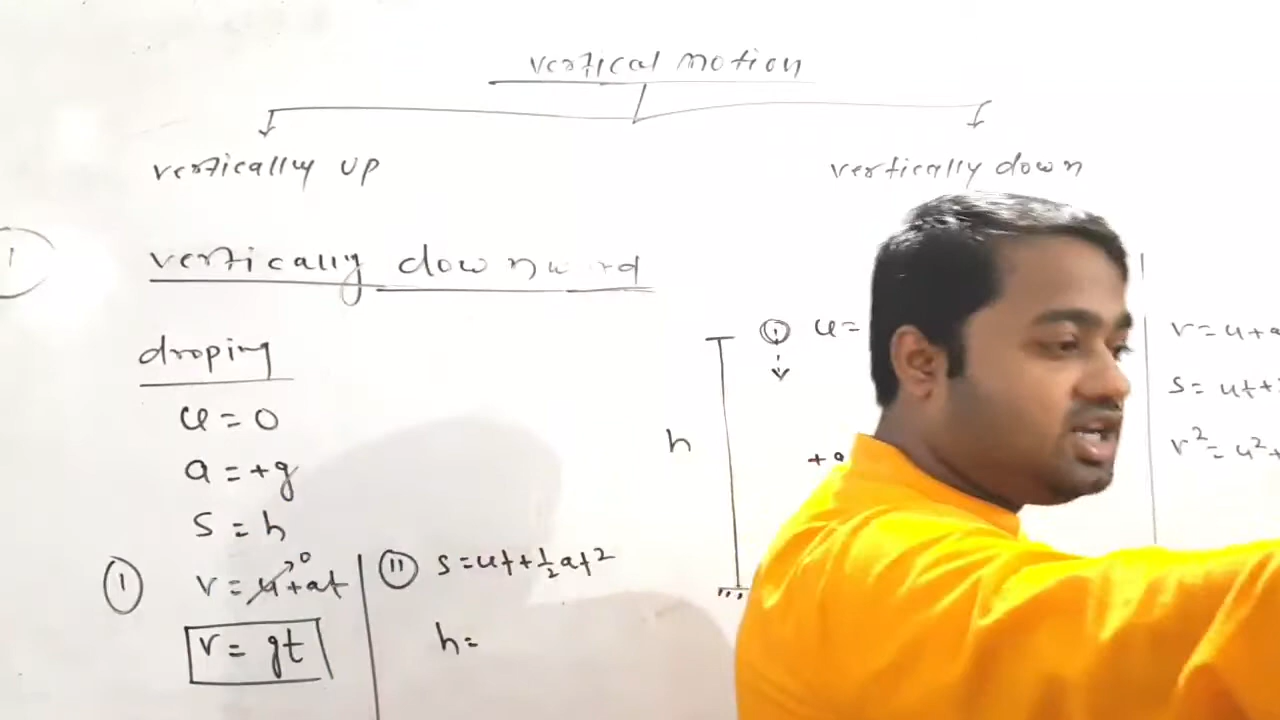 vertical motion
vertically up
vertically down
1
vertically downward
droping
u = 0
a = +g
s = h
I v = u + at 0
v = gt
II s = ut + ½ at²
h =
h
u =
+g
v = u + a
s = ut +
v² = u² +